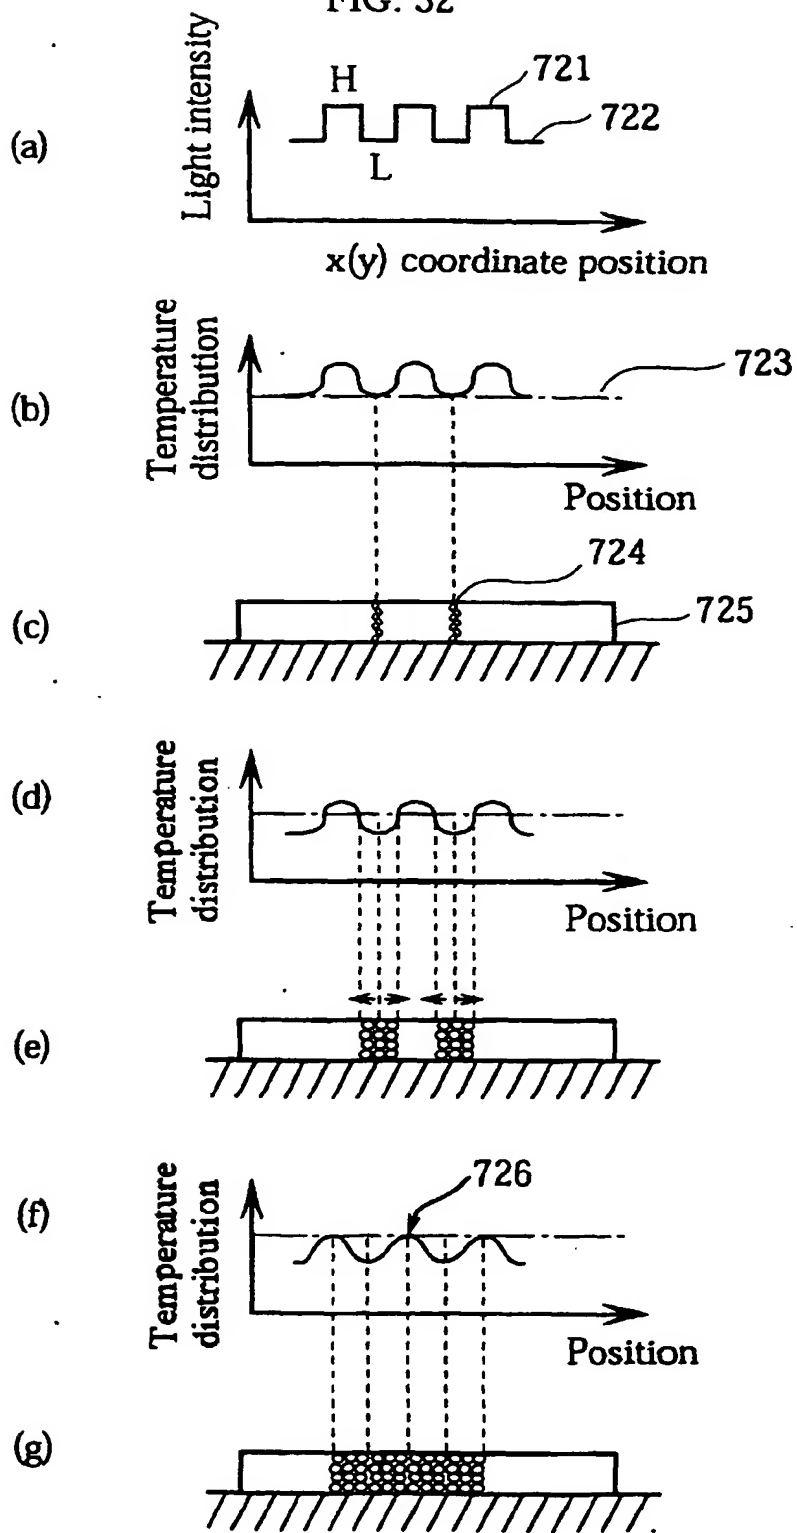 FIG. 32
(a)
Light intensity
H
L
721
722
x(y) coordinate position
(b)
Temperature
distribution
723
Position
(c)
724
725
(d)
Temperature
distribution
Position
(e)
(f)
Temperature
distribution
726
Position
(g)